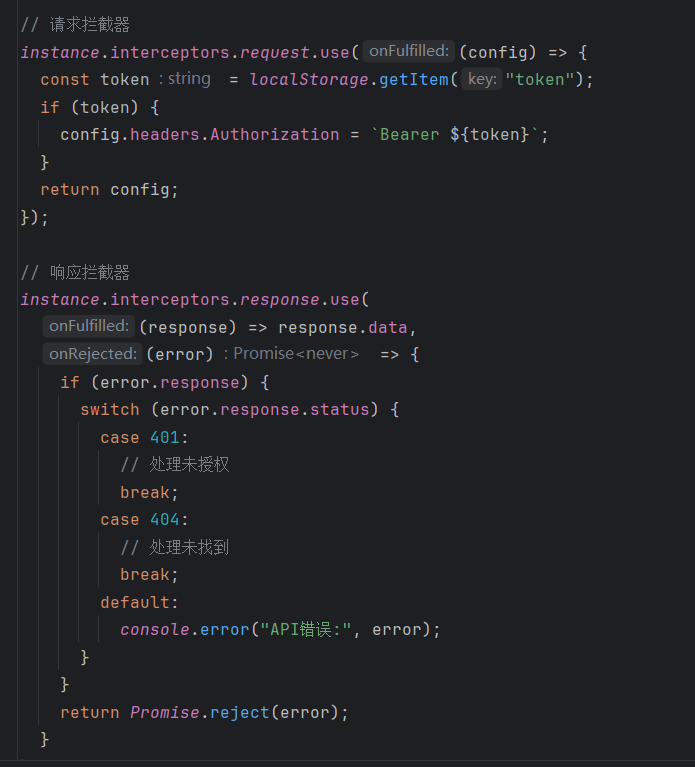 // 请求拦截器
instance.interceptors.request.use( onFulfilled: (config) => {
  const token : string  = localStorage.getItem( key: "token");
  if (token) {
    config.headers.Authorization = `Bearer ${token}`;
  }
  return config;
});

// 响应拦截器
instance.interceptors.response.use(
  onFulfilled: (response) => response.data,
  onRejected: (error) : Promise<never>  => {
    if (error.response) {
      switch (error.response.status) {
        case 401:
          // 处理未授权
          break;
        case 404:
          // 处理未找到
          break;
        default:
          console.error("API错误:", error);
      }
    }
    return Promise.reject(error);
  }